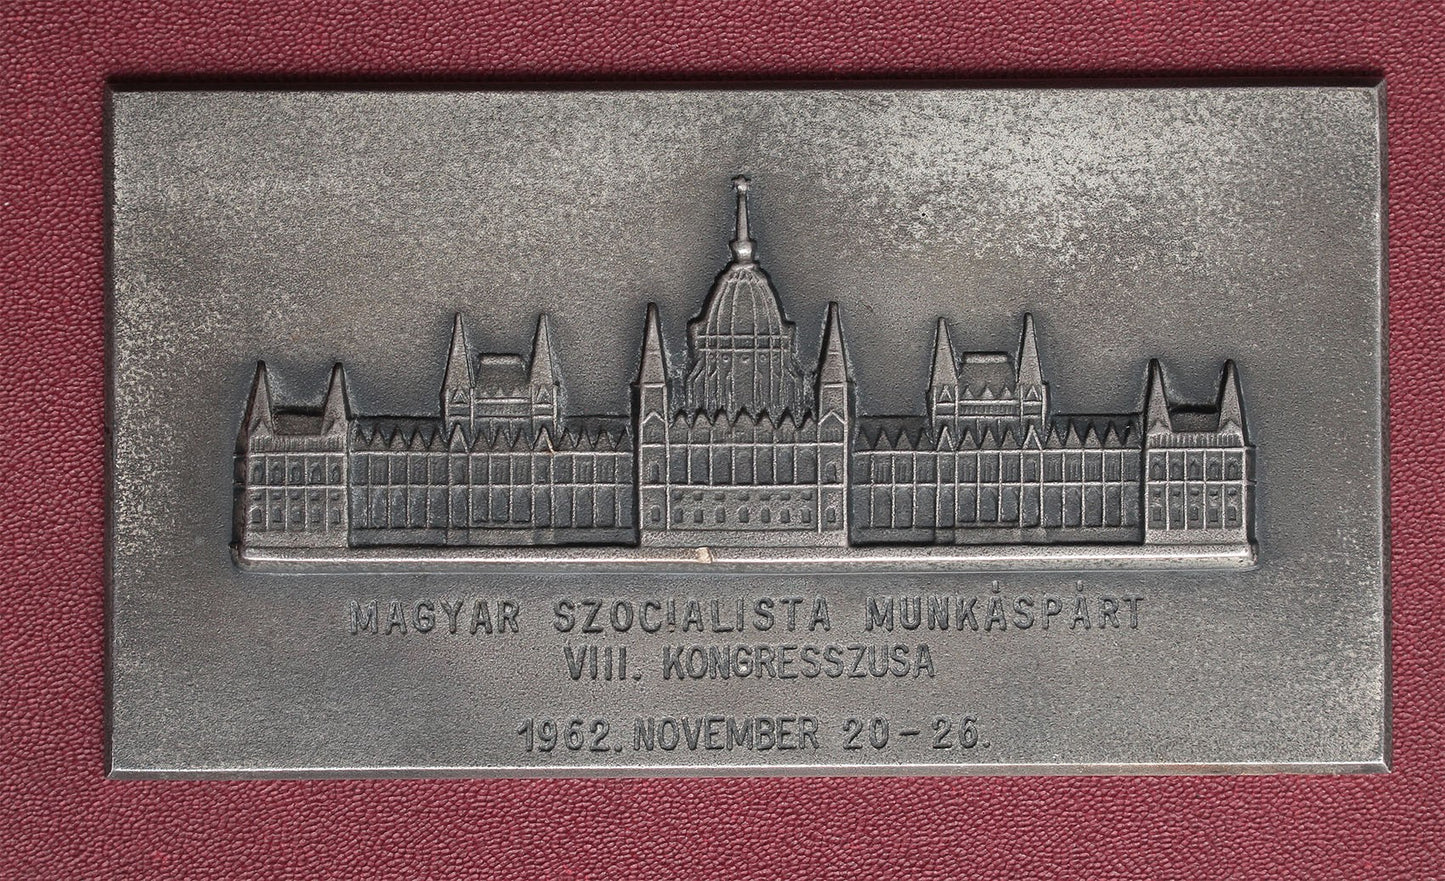 MAGYAR SZOCIALISTA MUNKÁSPÁRT
VIII. KONGRESSZUSA
1962. NOVEMBER 20-26.